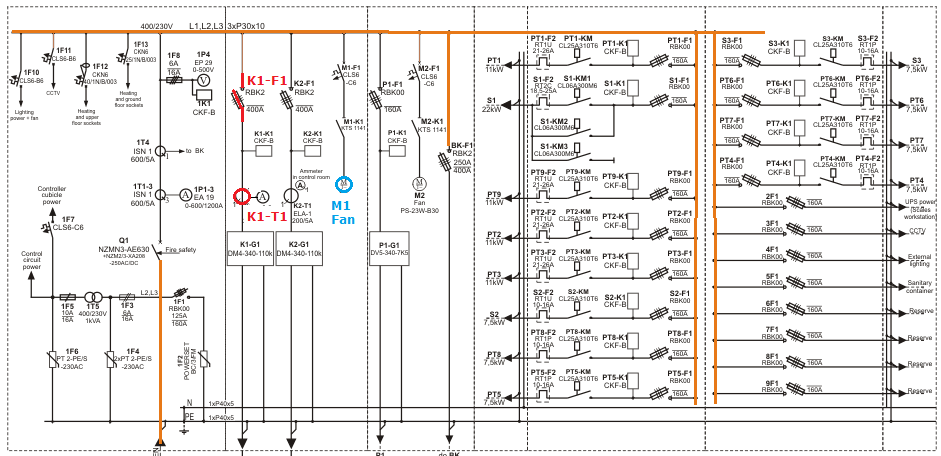 400/230V
L1,L2,L3 3xP30x10
1F10
CLS6-B6
Lighting
power + fan
1F11
CLS6-B6
CCTV
1F12
CKN6
Heating
and upper
floor sockets
1F13
CKN6
Heating
and ground
floor sockets
1F8
6A
16A
1P4
EP 29
0-500V
V
1K1
CKF-B
1T4
ISN 1
600/5A
to BK
1T1-3
ISN 1
600/5A
A
1P1-3
EA 19
0-600/1200A
Controller
cubicle
power
1F7
CLS6-C6
Control
circuit
power
Q1
NZMN3-AE630
+NZM2/3-XA208
-250AC/DC
Fire safety
L2,L3
1F5
10A
16A
1T5
400/230V
1kVA
1F3
6A
16A
1F1
RBK00
125A
160A
1F6
PT 2-PE/S
-230AC
1F4
2xPT 2-PE/S
-230AC
1F2
POWERSET
BC/3FM
N
1xP40x5
PE
1xP40x5
K1-F1
RBK2
400A
K1-K1
CKF-B
K1-T1
A
K1-G1
DM4-340-110k
K2-F1
RBK2
400A
K2-K1
CKF-B
Ammeter
in control room
A
K2-T1
ELA-1
200/5A
K2-G1
DM4-340-110k
M1-F1
CLS6
-C6
M1-K1
KTS 1141
M1
Fan
P1-F1
RBK00
160A
P1-K1
CKF-B
P1-G1
DV5-340-7K5
M2-F1
CLS6
-C6
M2-K1
KTS 1141
M2
M2
Fan
PS-23W-B30
BK-F1
RBK2
250A
400A
PT1
11kW
PT1-F2
RT1U
21-26A
PT1-KM
CL25A310T6
PT1-K1
CKF-B
PT1-F1
RBK00
160A
S1
22kW
S1-F2
RT2C
18,5-25A
S1-KM1
CL06A300M6
S1-K1
CKF-B
S1-F1
RBK00
160A
S1-KM2
CL06A300M6
S1-KM3
CL06A300M6
PT9
11kW
PT9-F2
RT1U
21-26A
PT9-KM
CL25A310T6
PT9-K1
CKF-B
PT9-F1
RBK00
160A
PT2
11kW
PT2-F2
RT1U
21-26A
PT2-KM
CL25A310T6
PT2-K1
CKF-B
PT2-F1
RBK00
160A
PT3
11kW
PT3-F2
RT1U
21-26A
PT3-KM
CL25A310T6
PT3-K1
CKF-B
PT3-F1
RBK00
160A
S2
7,5kW
S2-F2
RT1U
10-16A
S2-KM
CL25A310T6
S2-K1
CKF-B
S2-F1
RBK00
160A
PT8
7,5kW
PT8-F2
RT1U
10-16A
PT8-KM
CL25A310T6
PT8-K1
CKF-B
PT8-F1
RBK00
160A
PT5
7,5kW
PT5-F2
RT1P
10-16A
PT5-KM
CL25A310T6
PT5-K1
CKF-B
PT5-F1
RBK00
160A
S3-F1
RBK00
160A
S3-K1
CKF-B
S3-KM
CL25A310T6
S3-F2
RT1P
10-16A
S3
7,5kW
PT6-F1
RBK00
160A
PT6-K1
CKF-B
PT6-KM
CL25A310T6
PT6-F2
RT1P
10-16A
PT6
7,5kW
PT7-F1
RBK00
160A
PT7-K1
CKF-B
PT7-KM
CL25A310T6
PT7-F2
RT1P
10-16A
PT7
7,5kW
PT4-F1
RBK00
160A
PT4-K1
CKF-B
PT4-KM
CL25A310T6
PT4-F2
RT1P
10-16A
PT4
7,5kW
2F1
RBK00
160A
UPS power
(Scales
workstation)
3F1
RBK00
160A
CCTV
4F1
RBK00
160A
External
lighting
5F1
RBK00
160A
Sanitary
container
6F1
RBK00
160A
Reserve
7F1
RBK00
160A
Reserve
8F1
RBK00
160A
Reserve
9F1
RBK00
160A
Reserve